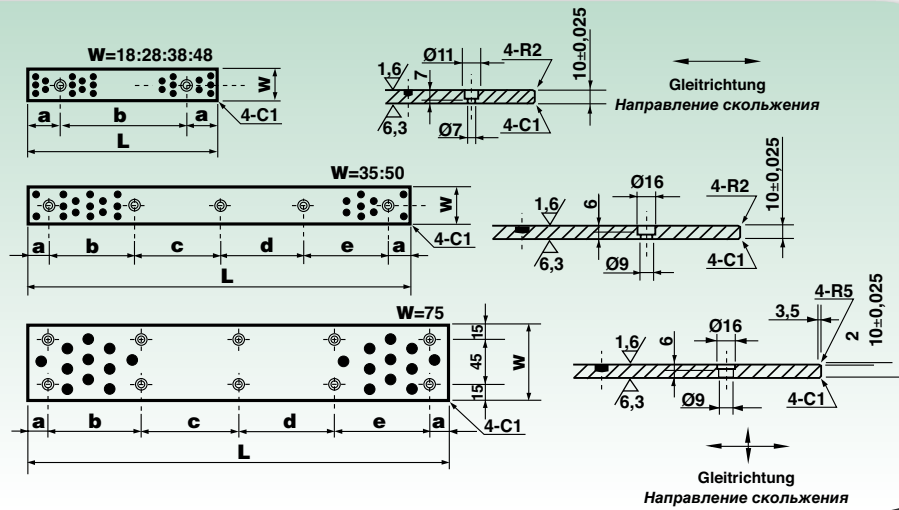 W=18:28:38:48
w
a b a
4-C1
L
1,6
7
Ø11
4-R2
10±0,025
6,3
Ø7
4-C1
Gleitrichtung
Направление скольжения
W=35:50
w
a b c d e a
4-C1
L
1,6
6
Ø16
4-R2
10±0,025
6,3
Ø9
4-C1
W=75
15
45
15
w
a b c d e a
4-C1
L
1,6
6
Ø16
3,5
4-R5
2
10±0,025
6,3
Ø9
4-C1
Gleitrichtung
Направление скольжения